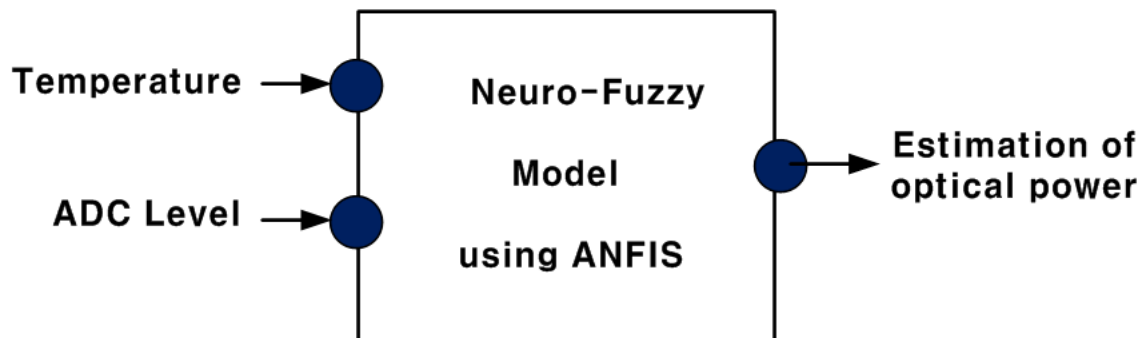 Temperature
ADC Level
Neuro-Fuzzy
Model
using ANFIS
Estimation of
optical power